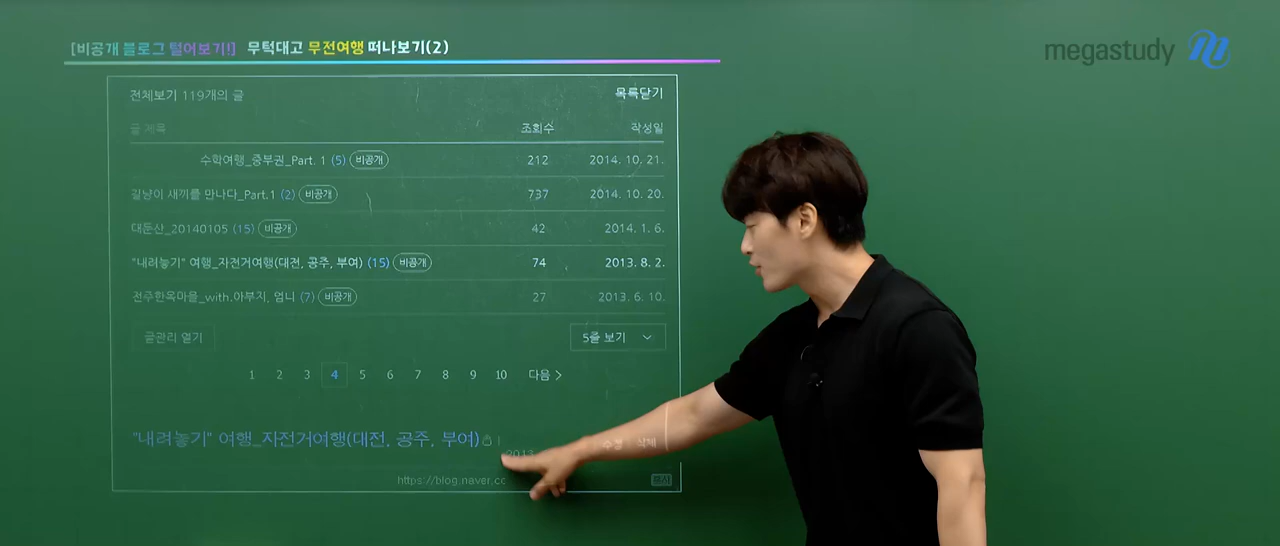 [비공개 블로그 털어보기!] 무턱대고 무전여행 떠나보기(2)
megastudy
전체보기 119개의 글 목록닫기
글 제목 조회수 작성일
수학여행_중부권_Part. 1 (5) 비공개 212 2014. 10. 21.
길냥이 새끼를 만나다_Part.1 (2) 비공개 737 2014. 10. 20.
대둔산_20140105 (15) 비공개 42 2014. 1. 6.
"내려놓기" 여행_자전거여행(대전, 공주, 부여) (15) 비공개 74 2013. 8. 2.
전주한옥마을_with.아부지, 엄니 (7) 비공개 27 2013. 6. 10.
글관리 열기 5줄 보기
1 2 3 4 5 6 7 8 9 10 다음 >
"내려놓기" 여행_자전거여행(대전, 공주, 부여)
수정 삭제
2013.
https://blog.naver.cc